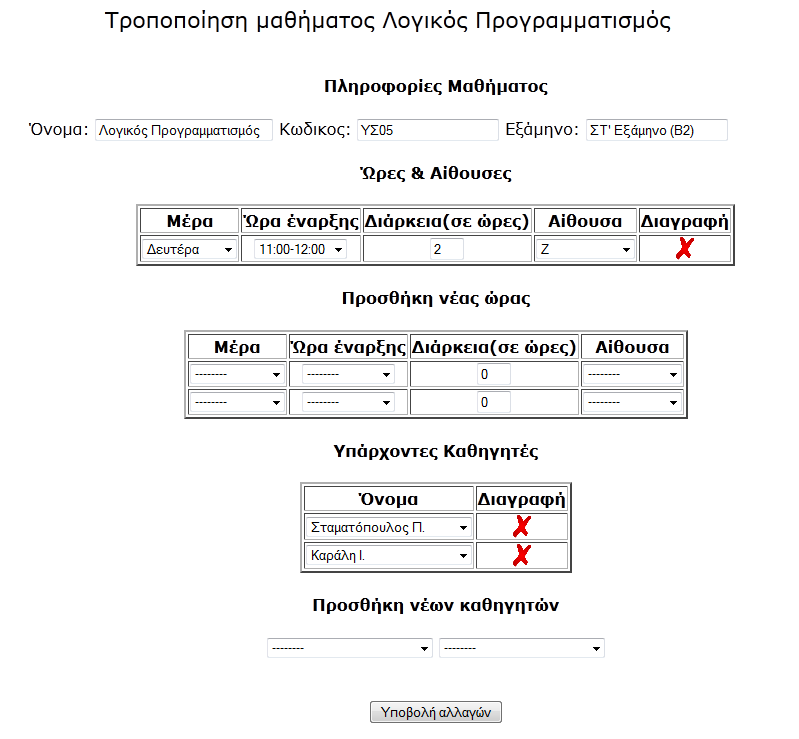 Τροποποίηση μαθήματος Λογικός Προγραμματισμός
Πληροφορίες Μαθήματος
Όνομα: Λογικός Προγραμματισμός Κωδικος: ΥΣ05 Εξάμηνο: ΣΤ' Εξάμηνο (Β2)
Ώρες & Αίθουσες
Μέρα Ώρα έναρξης Διάρκεια(σε ώρες) Αίθουσα Διαγραφή
Δευτέρα 11:00-12:00 2 Ζ
Προσθήκη νέας ώρας
Μέρα Ώρα έναρξης Διάρκεια(σε ώρες) Αίθουσα
-------- -------- 0 --------
-------- -------- 0 --------
Υπάρχοντες Καθηγητές
Όνομα Διαγραφή
Σταματόπουλος Π.
Καράλη Ι.
Προσθήκη νέων καθηγητών
-------- --------
Υποβολή αλλαγών